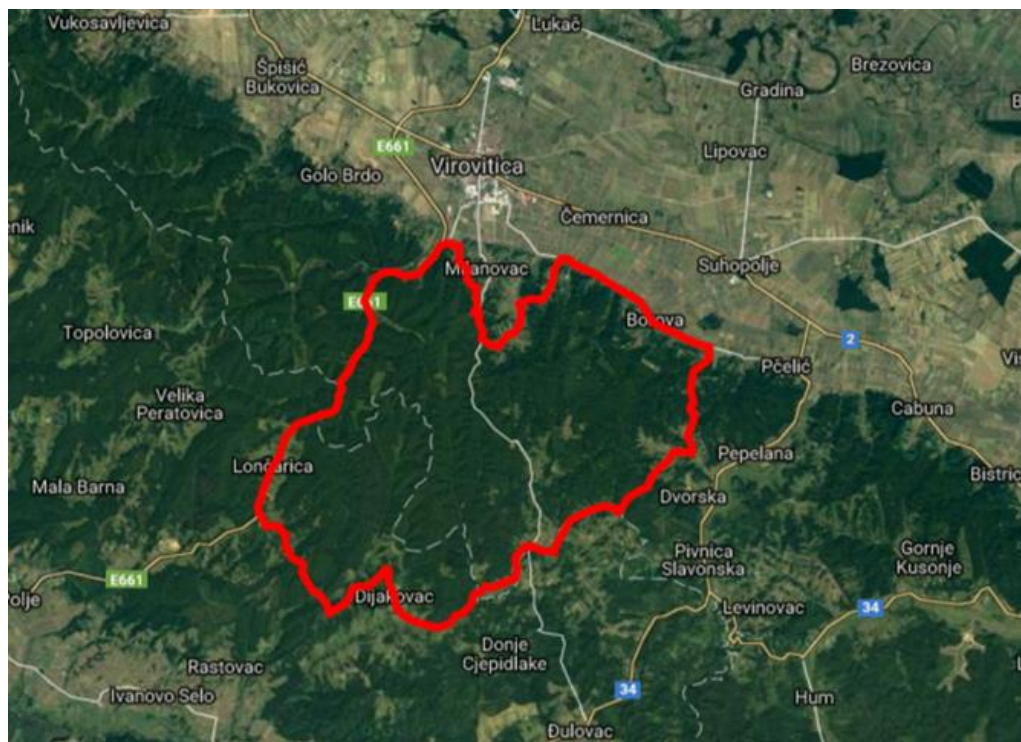 Vukosavljevica
Lukač
Špišić
Bukovica
Brezovica
Gradina
E661
Virovitica
Lipovac
Golo Brdo
Čemernica
enik
Milanovac
Suhopolje
E661
Borova
Topolovica
2
Pčelić
Velika
Peratovica
Cabuna
Lončarica
Pepelana
Mala Barna
Bistric
Dvorska
Pivnica
Slavonska
Gornje
Kusonje
E661
Dijakovac
Levinovac
34
Donje
Cjepidlake
Rastovac
34
Ivanovo Selo
Hum
Đulovac